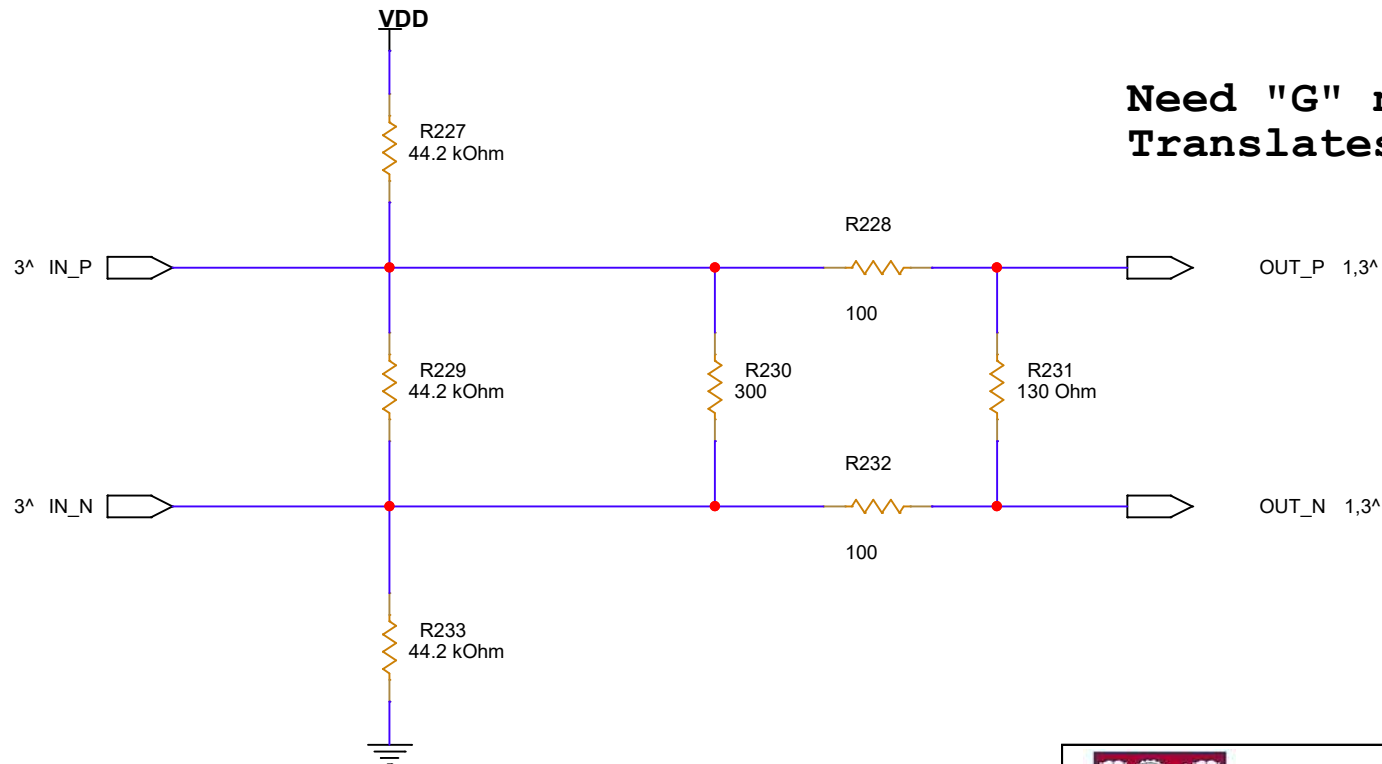 VDD
Need "G"
Translates
R227
44.2 kOhm
R228
3^ IN_P
OUT_P 1,3^
100
R229
44.2 kOhm
R230
300
R231
130 Ohm
R232
3^ IN_N
OUT_N 1,3^
100
R233
44.2 kOhm